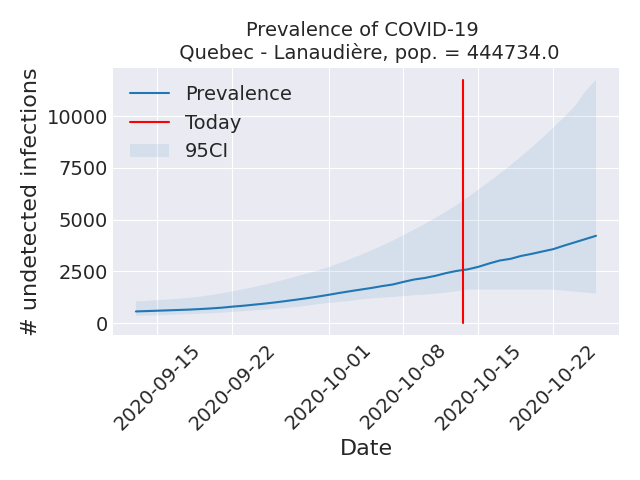 Prevalence of COVID-19
Quebec - Lanaudière, pop. = 444734.0
Prevalence
Today
95CI
10000
7500
5000
2500
0
# undetected infections
2020-09-15
2020-09-22
2020-10-01
2020-10-08
2020-10-15
2020-10-22
Date